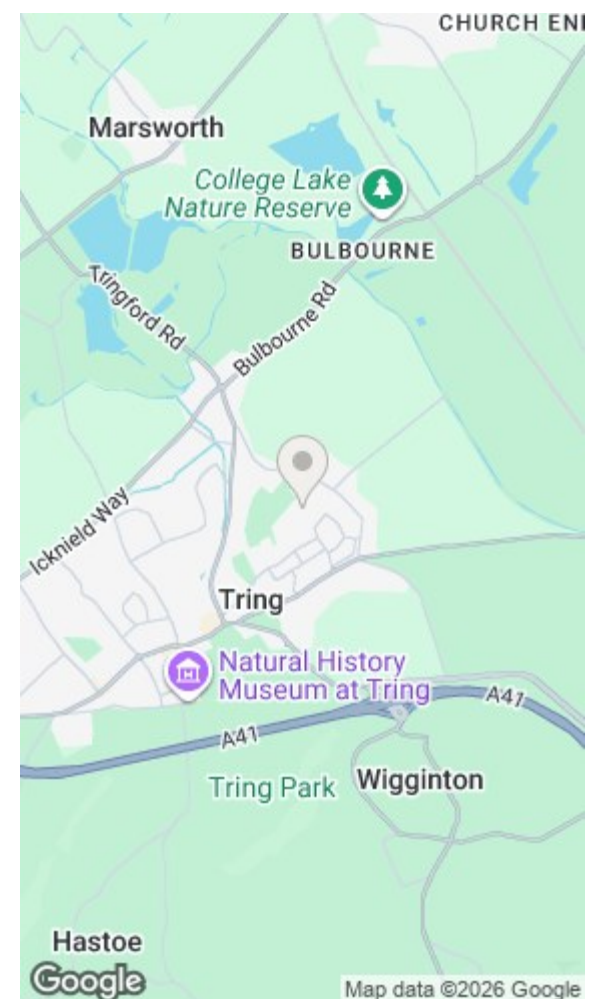 CHURCH EN
Marsworth
College Lake
Nature Reserve
BULBOURNE
Tringford Rd
Bulbourne Rd
Icknield Way
Tring
Natural History
Museum at Tring
A41
A41
Tring Park
Wigginton
Hastoe
Google
Map data ©2026 Google